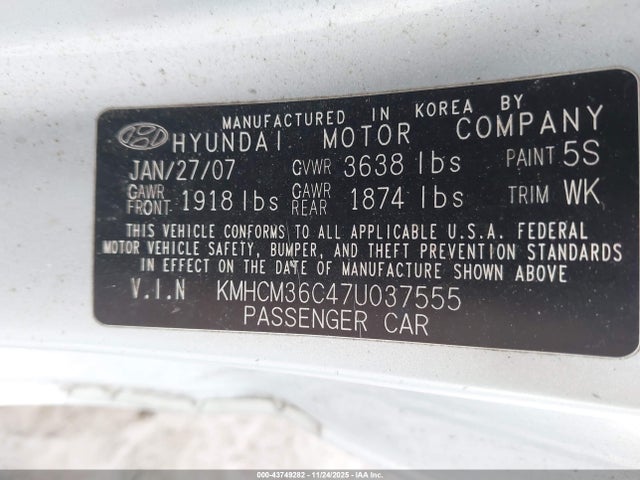 MANUFACTURED IN KOREA BY
HYUNDAI MOTOR COMPANY
JAN/27/07 GVWR 3638 lbs PAINT 5S
GAWR FRONT 1918 lbs GAWR REAR 1874 lbs TRIM WK
THIS VEHICLE CONFORMS TO ALL APPLICABLE U.S.A. FEDERAL
MOTOR VEHICLE SAFETY, BUMPER, AND THEFT PREVENTION STANDARDS
IN EFFECT ON THE DATE OF MANUFACTURE SHOWN ABOVE
V.I.N KMHCM36C47U037555
PASSENGER CAR
000-43749282 - 11/24/2025 - IAAI.COM